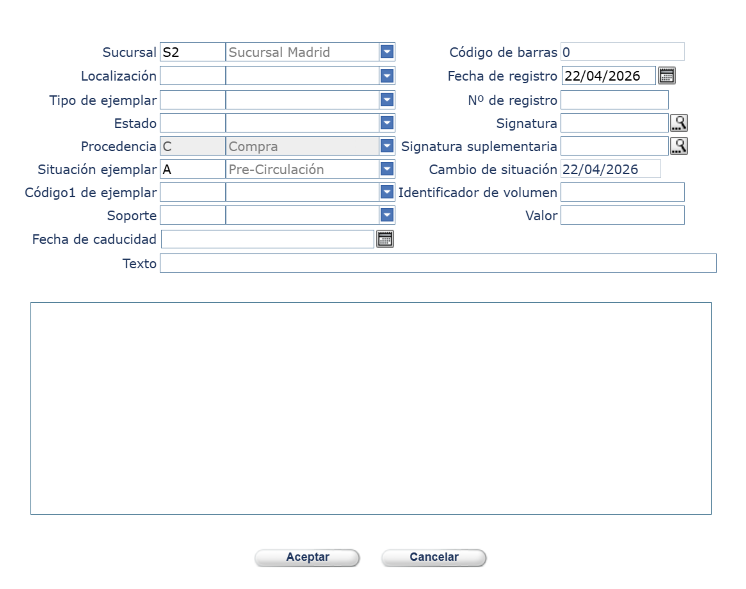 Sucursal S2 Sucursal Madrid Código de barras 0
Localización Fecha de registro 22/04/2026
Tipo de ejemplar Nº de registro
Estado Signatura
Procedencia C Compra Signatura suplementaria
Situación ejemplar A Pre-Circulación Cambio de situación 22/04/2026
Código1 de ejemplar Identificador de volumen
Soporte Valor
Fecha de caducidad
Texto
Aceptar Cancelar